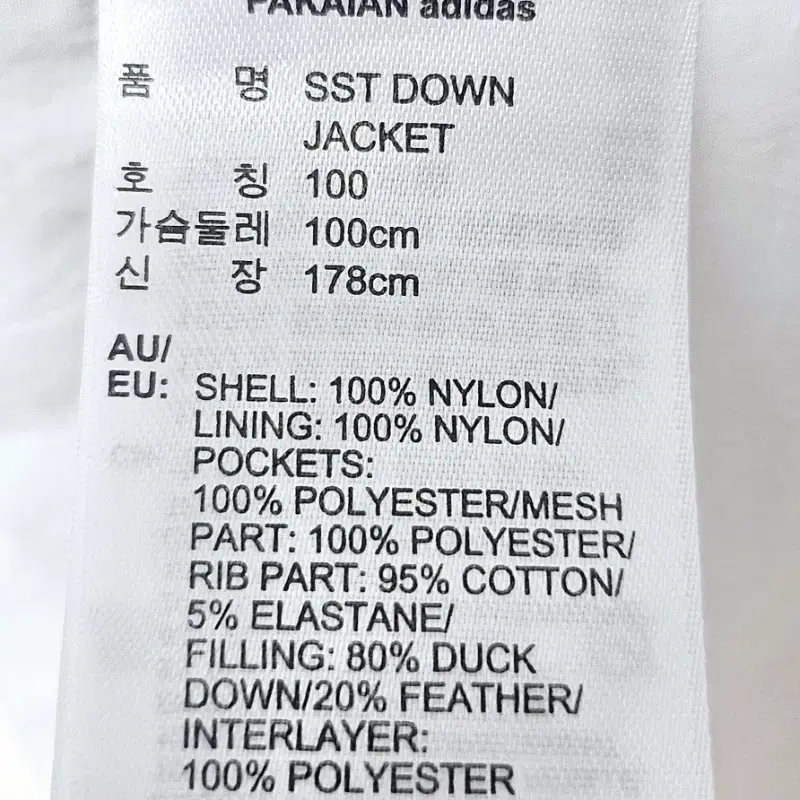 PAKAIAN adidas
품 명 SST DOWN
JACKET
호 칭 100
가슴둘레 100cm
신 장 178cm
AU/
EU: SHELL: 100% NYLON/
LINING: 100% NYLON/
POCKETS:
100% POLYESTER/MESH
PART: 100% POLYESTER/
RIB PART: 95% COTTON/
5% ELASTANE/
FILLING: 80% DUCK
DOWN/20% FEATHER/
INTERLAYER:
100% POLYESTER